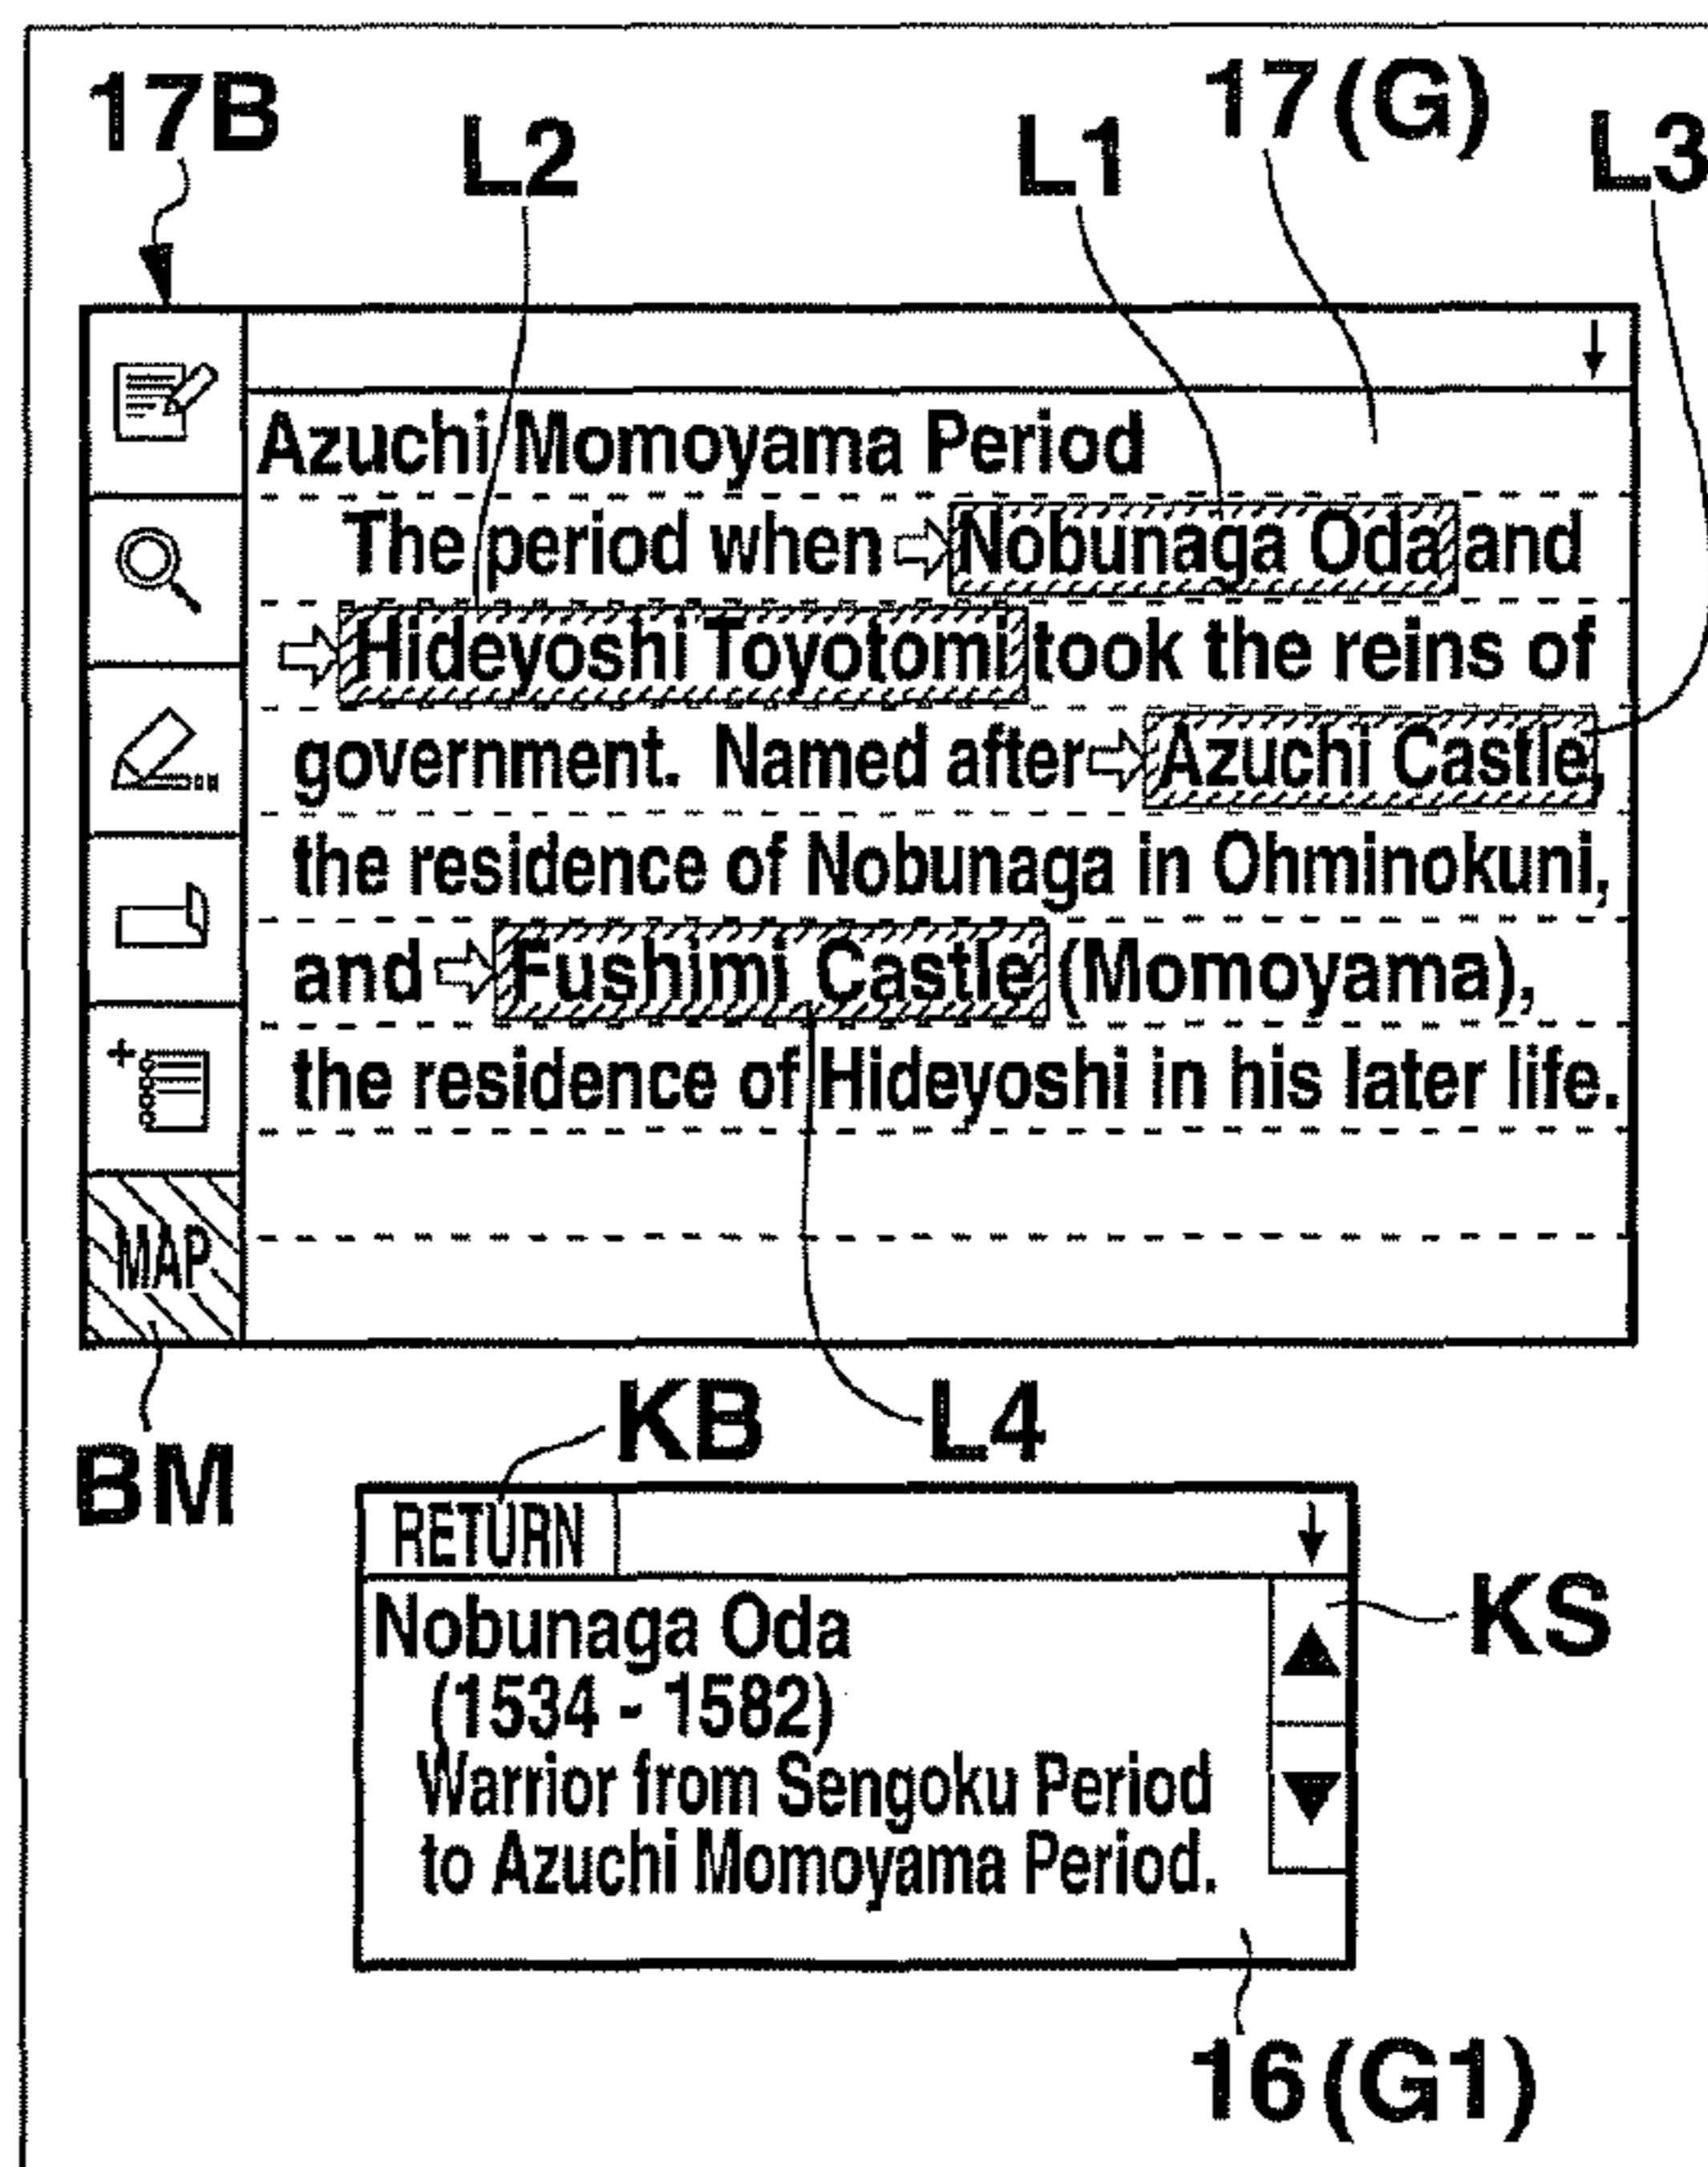 17B
L2
L1
17(G)
L3
Azuchi Momoyama Period
The period when ⇨Nobunaga Oda and
⇨Hideyoshi Toyotomi took the reins of
government. Named after⇨Azuchi Castle,
the residence of Nobunaga in Ohminokuni,
and ⇨Fushimi Castle (Momoyama),
the residence of Hideyoshi in his later life.
MAP
BM
KB
L4
RETURN
KS
Nobunaga Oda
(1534 - 1582)
Warrior from Sengoku Period
to Azuchi Momoyama Period.
16(G1)